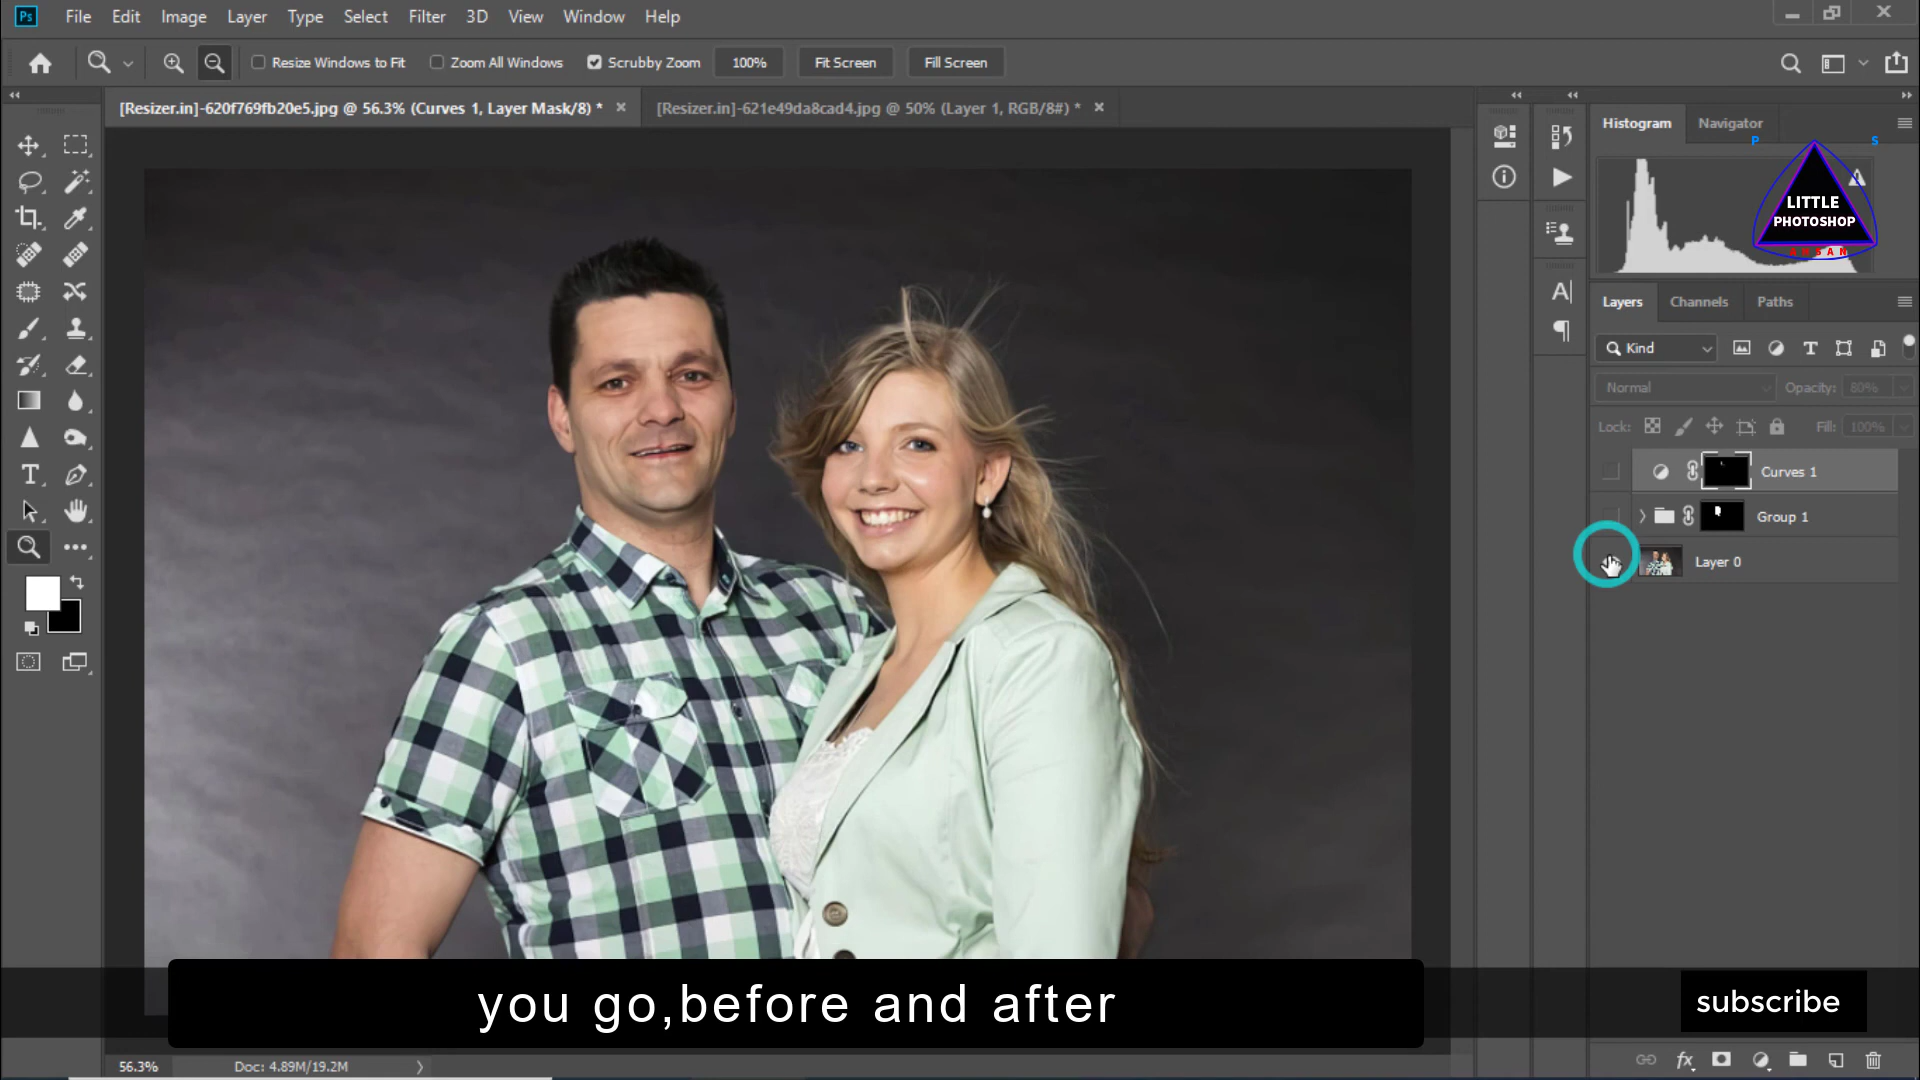 Ps File Edit Image Layer Type Select Filter 3D View Window Help
Resize Windows to Fit Zoom All Windows Scrubby Zoom 100% Fit Screen Fill Screen
[Resizer.in]-620f769fb20e5.jpg @ 56.3% (Curves 1, Layer Mask/8) * [Resizer.in]-621e49da8cad4.jpg @ 50% (Layer 1, RGB/8#) *
Histogram Navigator
P S
LITTLE
PHOTOSHOP
Layers Channels Paths
Kind
Normal Opacity: 80%
Lock: Fill: 100%
Curves 1
Group 1
Layer 0
you go,before and after
subscribe
56.3% Doc: 4.89M/19.2M